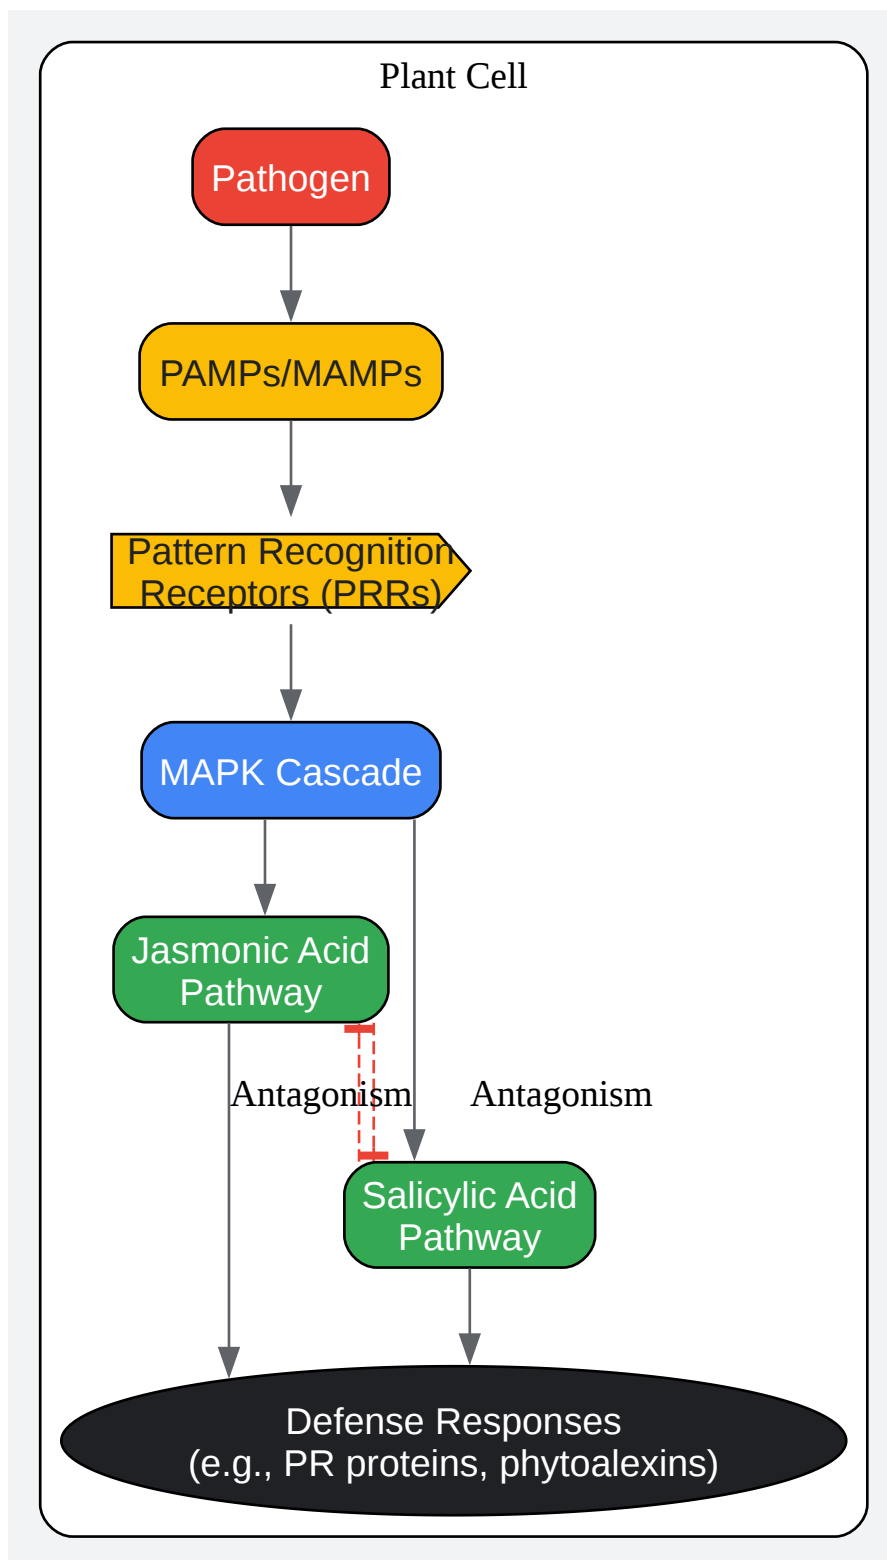 Plant Cell
Pathogen
PAMPs/MAMPs
Pattern Recognition
Receptors (PRRs)
MAPK Cascade
Jasmonic Acid
Pathway
Antagonism
Antagonism
Salicylic Acid
Pathway
Defense Responses
(e.g., PR proteins, phytoalexins)